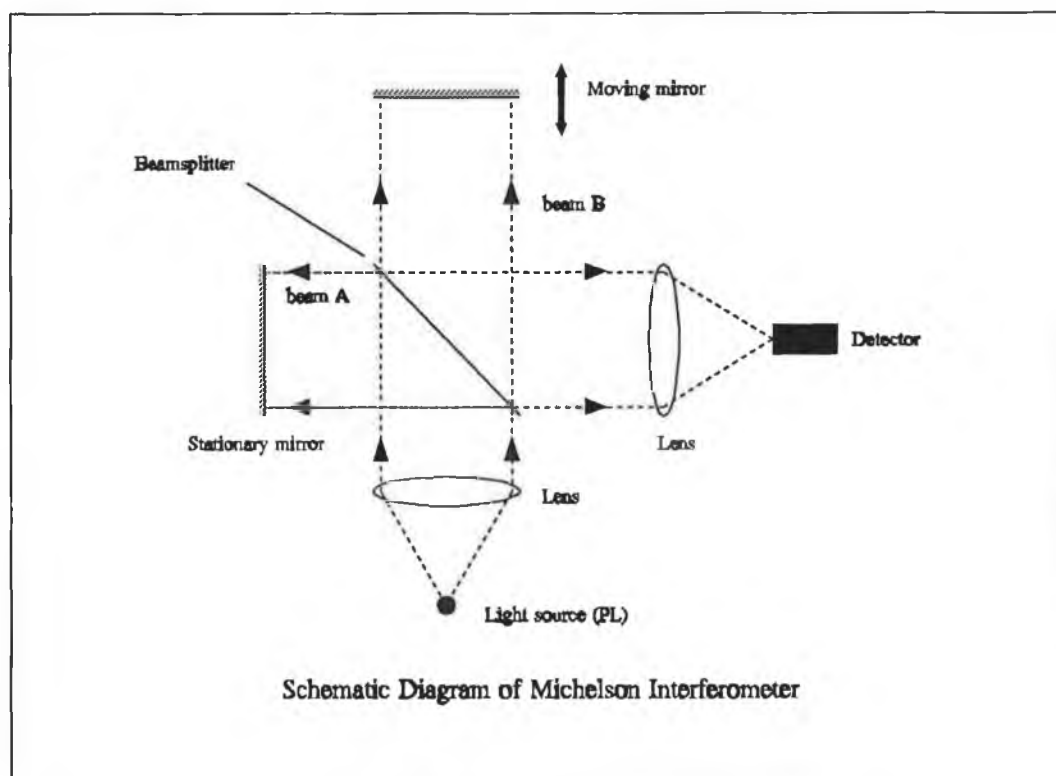 Moving mirror
Beamsplitter
beam B
beam A
Detector
Stationary mirror
Lens
Lens
Light source (PL)
Schematic Diagram of Michelson Interferometer